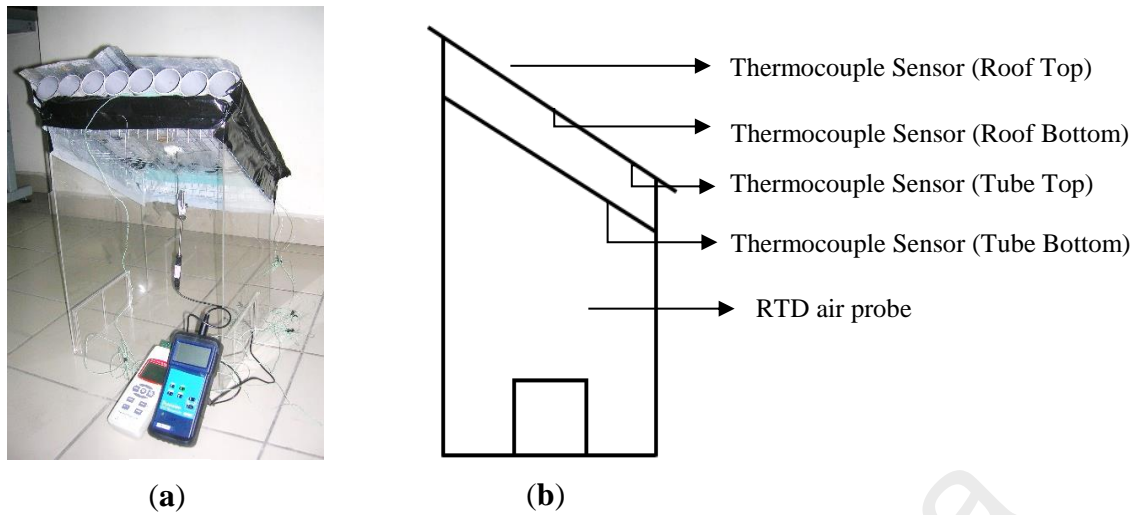 Thermocouple Sensor (Roof Top)
Thermocouple Sensor (Roof Bottom)
Thermocouple Sensor (Tube Top)
Thermocouple Sensor (Tube Bottom)
RTD air probe
(a)
(b)